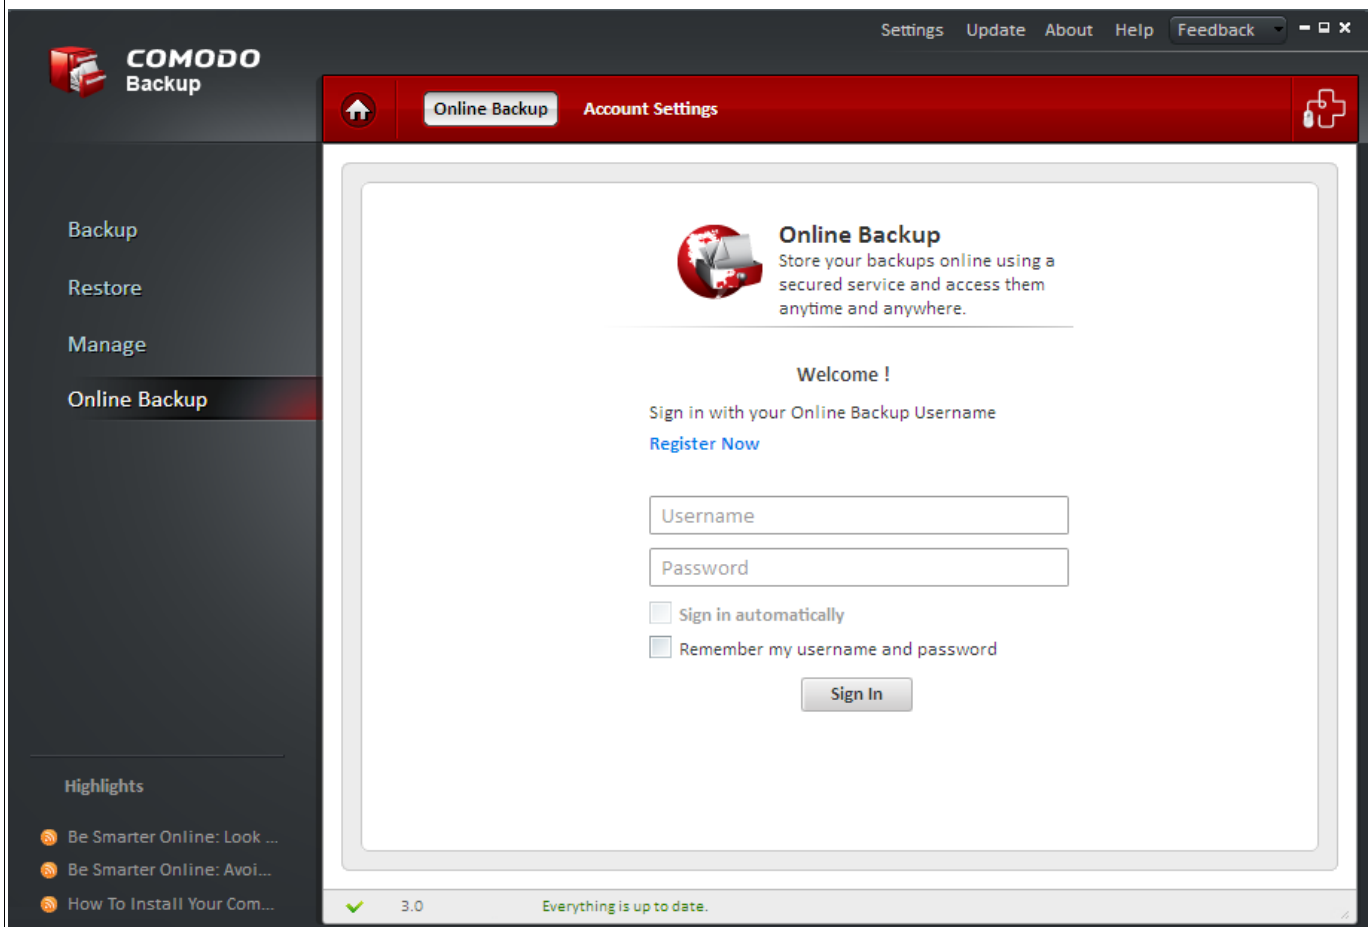 Settings Update About Help Feedback
COMODO
Backup
Online Backup Account Settings
Backup
Restore
Manage
Online Backup
Online Backup
Store your backups online using a
secured service and access them
anytime and anywhere.
Welcome !
Sign in with your Online Backup Username
Register Now
Username
Password
Sign in automatically
Remember my username and password
Sign In
Highlights
Be Smarter Online: Look ...
Be Smarter Online: Avoi...
How To Install Your Com...
3.0 Everything is up to date.